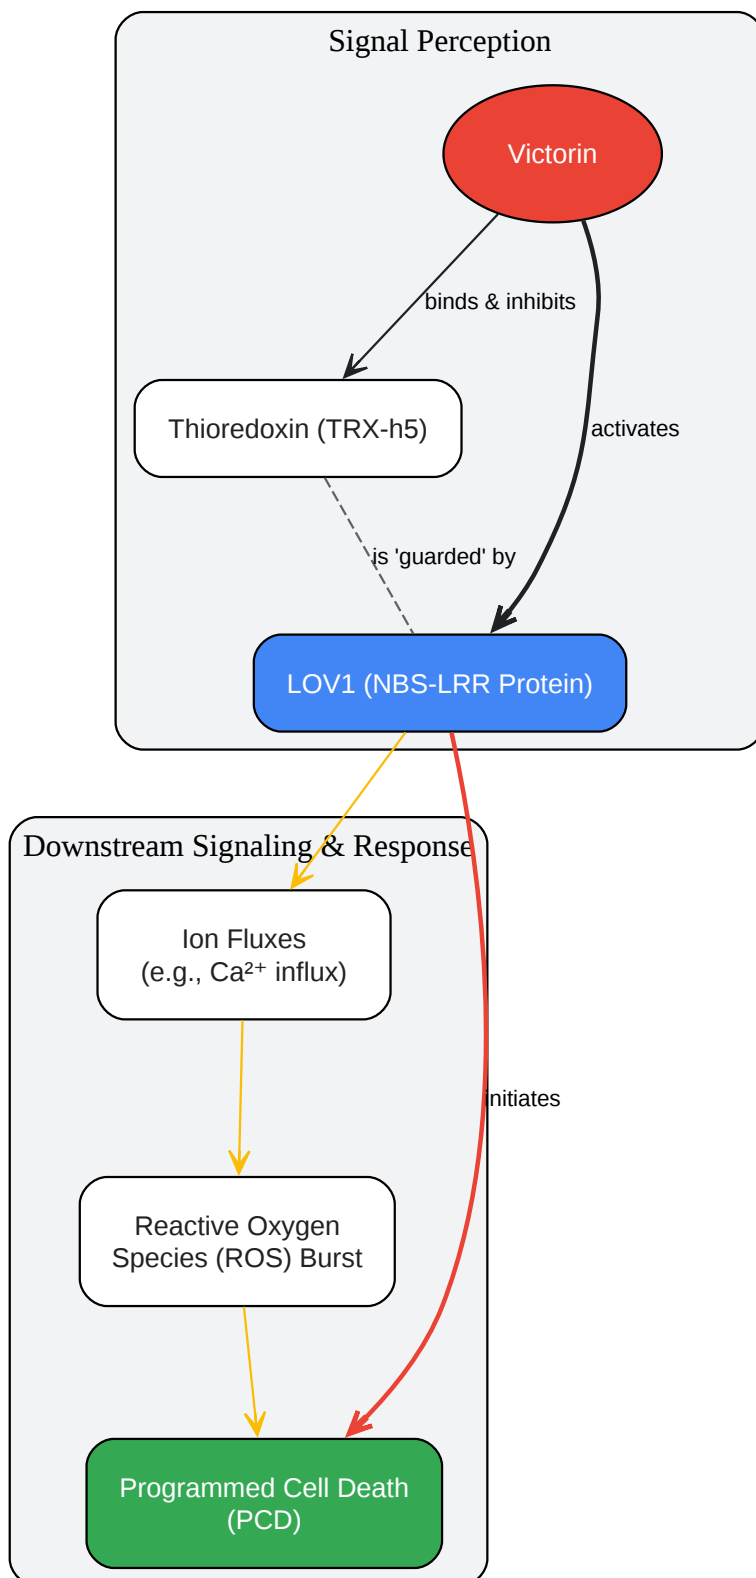 Signal Perception
Victorin
binds & inhibits
Thioredoxin (TRX-h5)
activates
is 'guarded' by
LOV1 (NBS-LRR Protein)
Downstream Signaling & Response
Ion Fluxes
(e.g., Ca²⁺ influx)
initiates
Reactive Oxygen
Species (ROS) Burst
Programmed Cell Death
(PCD)